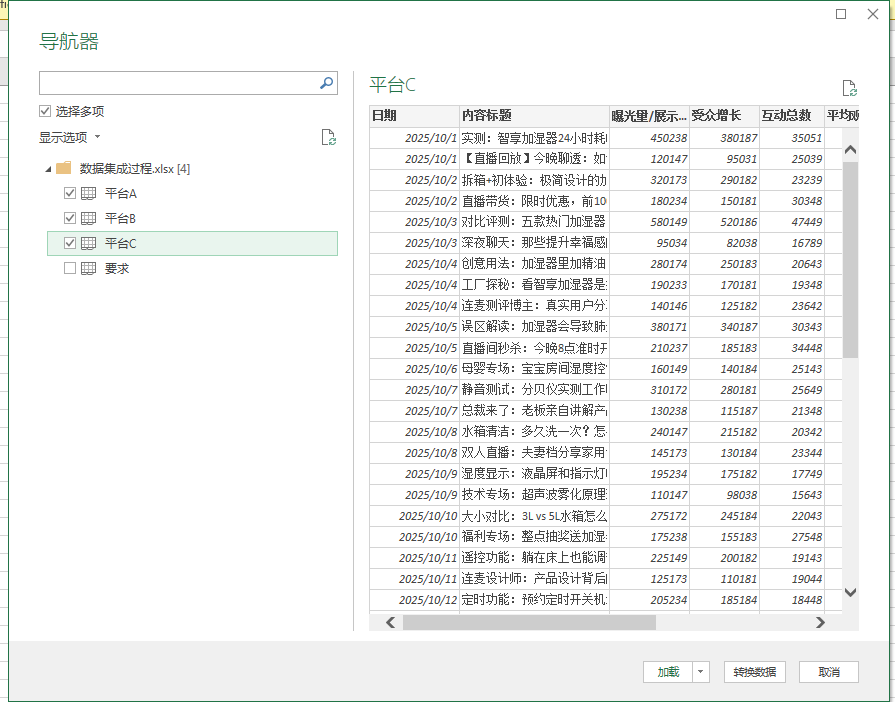 导航器
选择多项
显示选项
数据集成过程.xlsx [4]
平台A
平台B
平台C
要求
平台C
日期 内容标题 曝光量/展示... 受众增长 互动总数 平均
2025/10/1 实测：智享加湿器24小时耗 450238 380187 35051
2025/10/1 【直播回放】今晚聊透：如 120147 95031 25039
2025/10/2 拆箱+初体验：极简设计的加 320173 290182 23239
2025/10/2 直播带货：限时优惠，前10 180234 150181 30348
2025/10/3 对比评测：五款热门加湿器 580149 520186 47449
2025/10/3 深夜聊天：那些提升幸福感 95034 82038 16789
2025/10/4 创意用法：加湿器里加精油 280174 250183 20643
2025/10/4 工厂探秘：看智享加湿器是 190233 170181 19348
2025/10/4 连麦测评博主：真实用户分 140146 125182 23642
2025/10/5 误区解读：加湿器会导致肺 380171 340187 30343
2025/10/5 直播间秒杀：今晚8点准时开 210237 185183 34448
2025/10/6 母婴专场：宝宝房间湿度控 160149 140184 25143
2025/10/7 静音测试：分贝仪实测工作 310172 280181 25649
2025/10/7 总裁来了：老板亲自讲解产 130238 115187 21348
2025/10/8 水箱清洁：多久洗一次？怎 240147 215182 20342
2025/10/8 双人直播：夫妻档分享家用 145173 130184 23344
2025/10/9 湿度显示：液晶屏和指示灯 195234 175182 17749
2025/10/9 技术专场：超声波雾化原理 110147 98038 15643
2025/10/10 大小对比：3L vs 5L水箱怎么 275172 245184 22043
2025/10/10 福利专场：整点抽奖送加湿 175238 155183 27548
2025/10/11 遥控功能：躺在床上也能调 225149 200182 19143
2025/10/11 连麦设计师：产品设计背后 125173 110181 19044
2025/10/12 定时功能：预约定时开关机 205234 185184 18448
加载 转换数据 取消